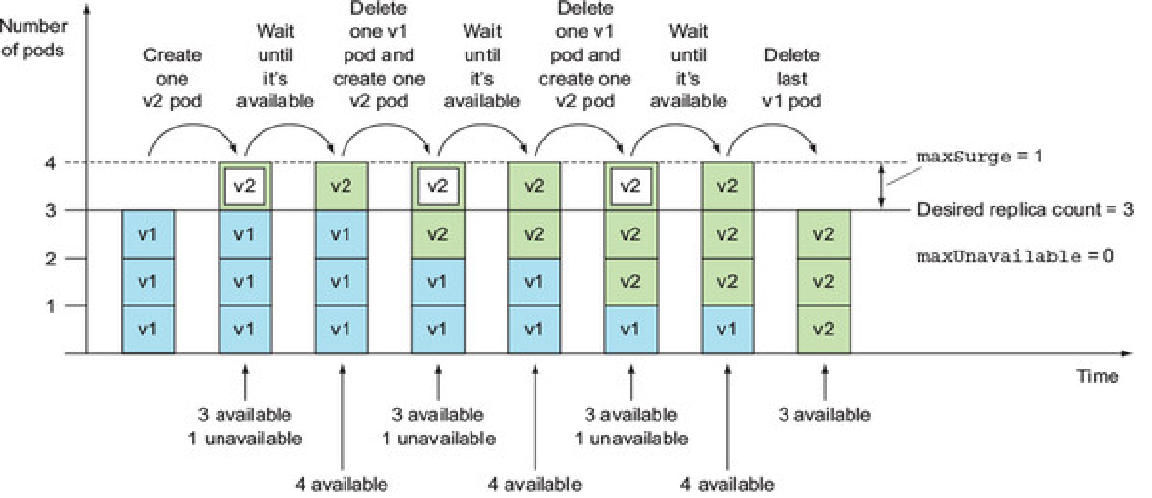 Number
of pods
Create
one
v2 pod
Wait
until
it's
available
Delete
one v1
pod and
create one
v2 pod
Wait
until
it's
available
Delete
one v1
pod and
create one
v2 pod
Wait
until
it's
available
Delete
last
v1 pod
4
3
2
1
v1
v1
v1
v2
v1
v1
v1
v2
v1
v1
v1
v2
v2
v1
v1
v2
v2
v1
v1
v2
v2
v2
v1
v2
v2
v2
v1
v2
v2
v2
maxSurge = 1
Desired replica count = 3
maxUnavailable = 0
Time
3 available
1 unavailable
4 available
3 available
1 unavailable
4 available
3 available
1 unavailable
4 available
3 available